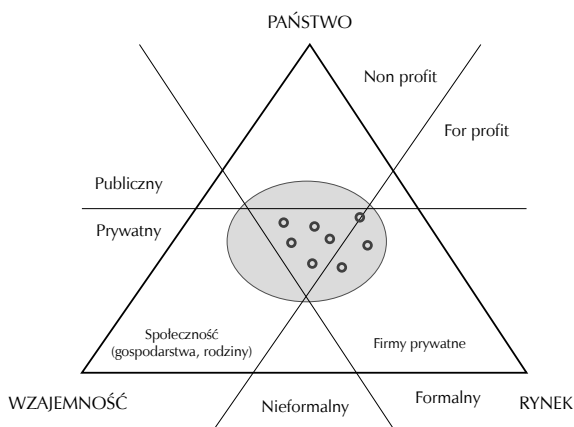 PAŃSTWO
Non profit
For profit
Publiczny
Prywatny
Społeczność
(gospodarstwa, rodziny)
Firmy prywatne
WZAJEMNOŚĆ
Nieformalny
Formalny
RYNEK